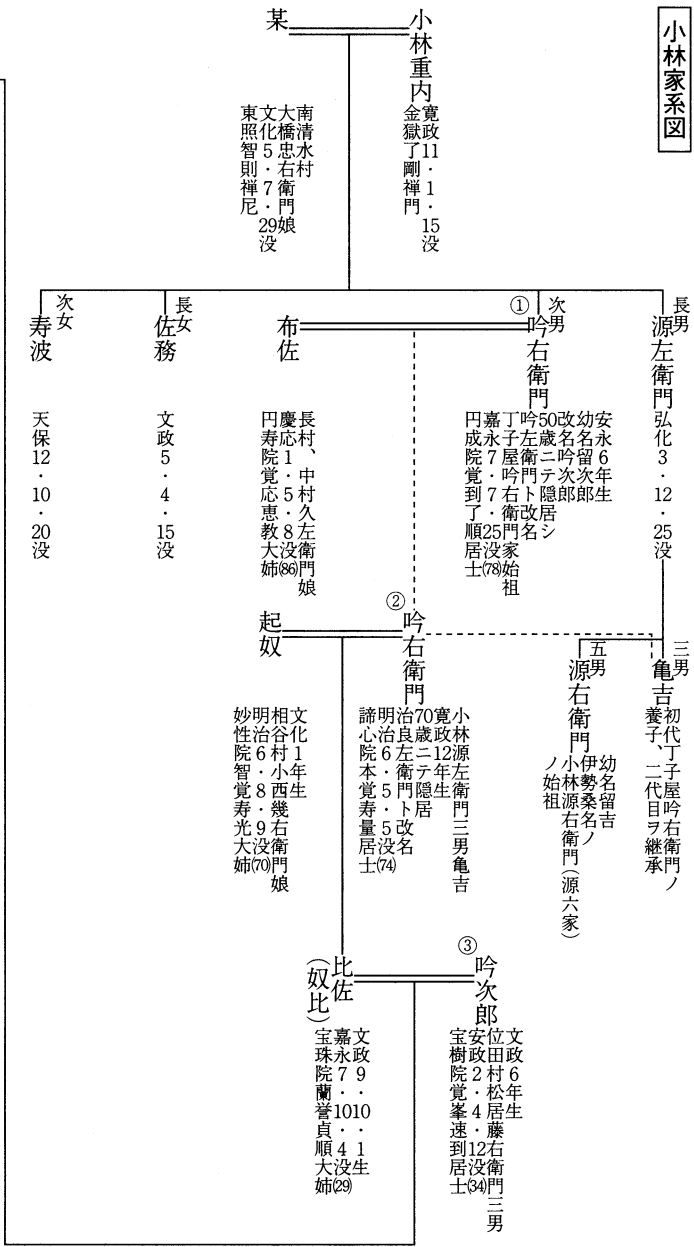 小林家系図
小林重内
寛政11・1・15没
金獄了剛禅門
某
南清水村
大橋忠右衛門娘
文化5・7・29没
東照智則禅尼
長男
源左衛門
弘化3・12・25没
次男
①
吟右衛門
安永6年生
幼名留次郎
改名吟次郎
50歳ニテ隠居シ
吟左衛門ト改名
丁子屋吟右衛門家始祖
嘉永7・7・25没(78)
円成院覚到了順居士
布佐
長村、中村久左衛門娘
慶応1・5・8没(86)
円寿院覚応恵教大姉
長女
佐務
文政5・4・15没
次女
寿波
天保12・10・20没
三男
亀吉
初代丁子屋吟右衛門ノ
養子、二代目ヲ継承
五男
源右衛門
幼名留吉
伊勢桑名ノ
小林源右衛門(源六家)
ノ始祖
②
吟右衛門
小林源左衛門三男亀吉
寛政12年生
70歳ニテ隠居
治良左衛門ト改名
明治6・5・5没(74)
諦心院本覚寿量居士
起奴
文化1年生
相谷村小西幾右衛門娘
明治6・8・9没(70)
妙性院智覚寿光大姉
③
吟次郎
文政6年生
位田村松居藤右衛門三男
安政2・4・12没(34)
宝樹院覚峯速到居士
比佐
(奴比)
文政9・10・1生
嘉永7・10・4没(29)
宝珠院蘭誉貞順大姉